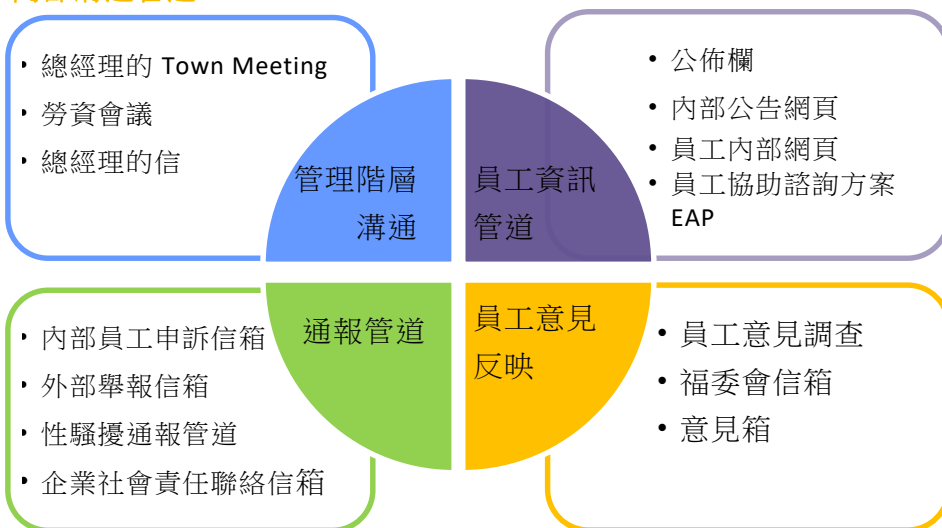 • 總經理的 Town Meeting
• 勞資會議
• 總經理的信
管理階層
溝通
• 公佈欄
• 內部公告網頁
• 員工內部網頁
• 員工協助諮詢方案
EAP
員工資訊
管道
• 內部員工申訴信箱
• 外部舉報信箱
• 性騷擾通報管道
• 企業社會責任聯絡信箱
通報管道
員工意見
反映
• 員工意見調查
• 福委會信箱
• 意見箱